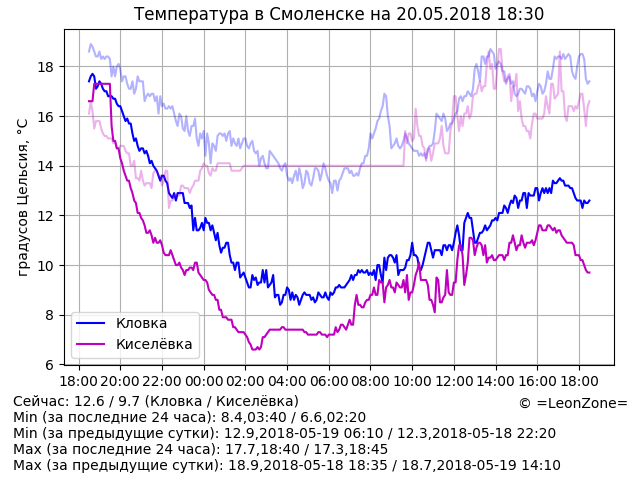 Температура в Смоленске на 20.05.2018 18:30
градусов Цельсия, °C
18
16
14
12
10
8
6
Кловка
Киселёвка
18:00 20:00 22:00 00:00 02:00 04:00 06:00 08:00 10:00 12:00 14:00 16:00 18:00
Сейчас: 12.6 / 9.7 (Кловка / Киселёвка)
© =LeonZone=
Min (за последние 24 часа): 8.4,03:40 / 6.6,02:20
Min (за предыдущие сутки): 12.9,2018-05-19 06:10 / 12.3,2018-05-18 22:20
Max (за последние 24 часа): 17.7,18:40 / 17.3,18:45
Max (за предыдущие сутки): 18.9,2018-05-18 18:35 / 18.7,2018-05-19 14:10